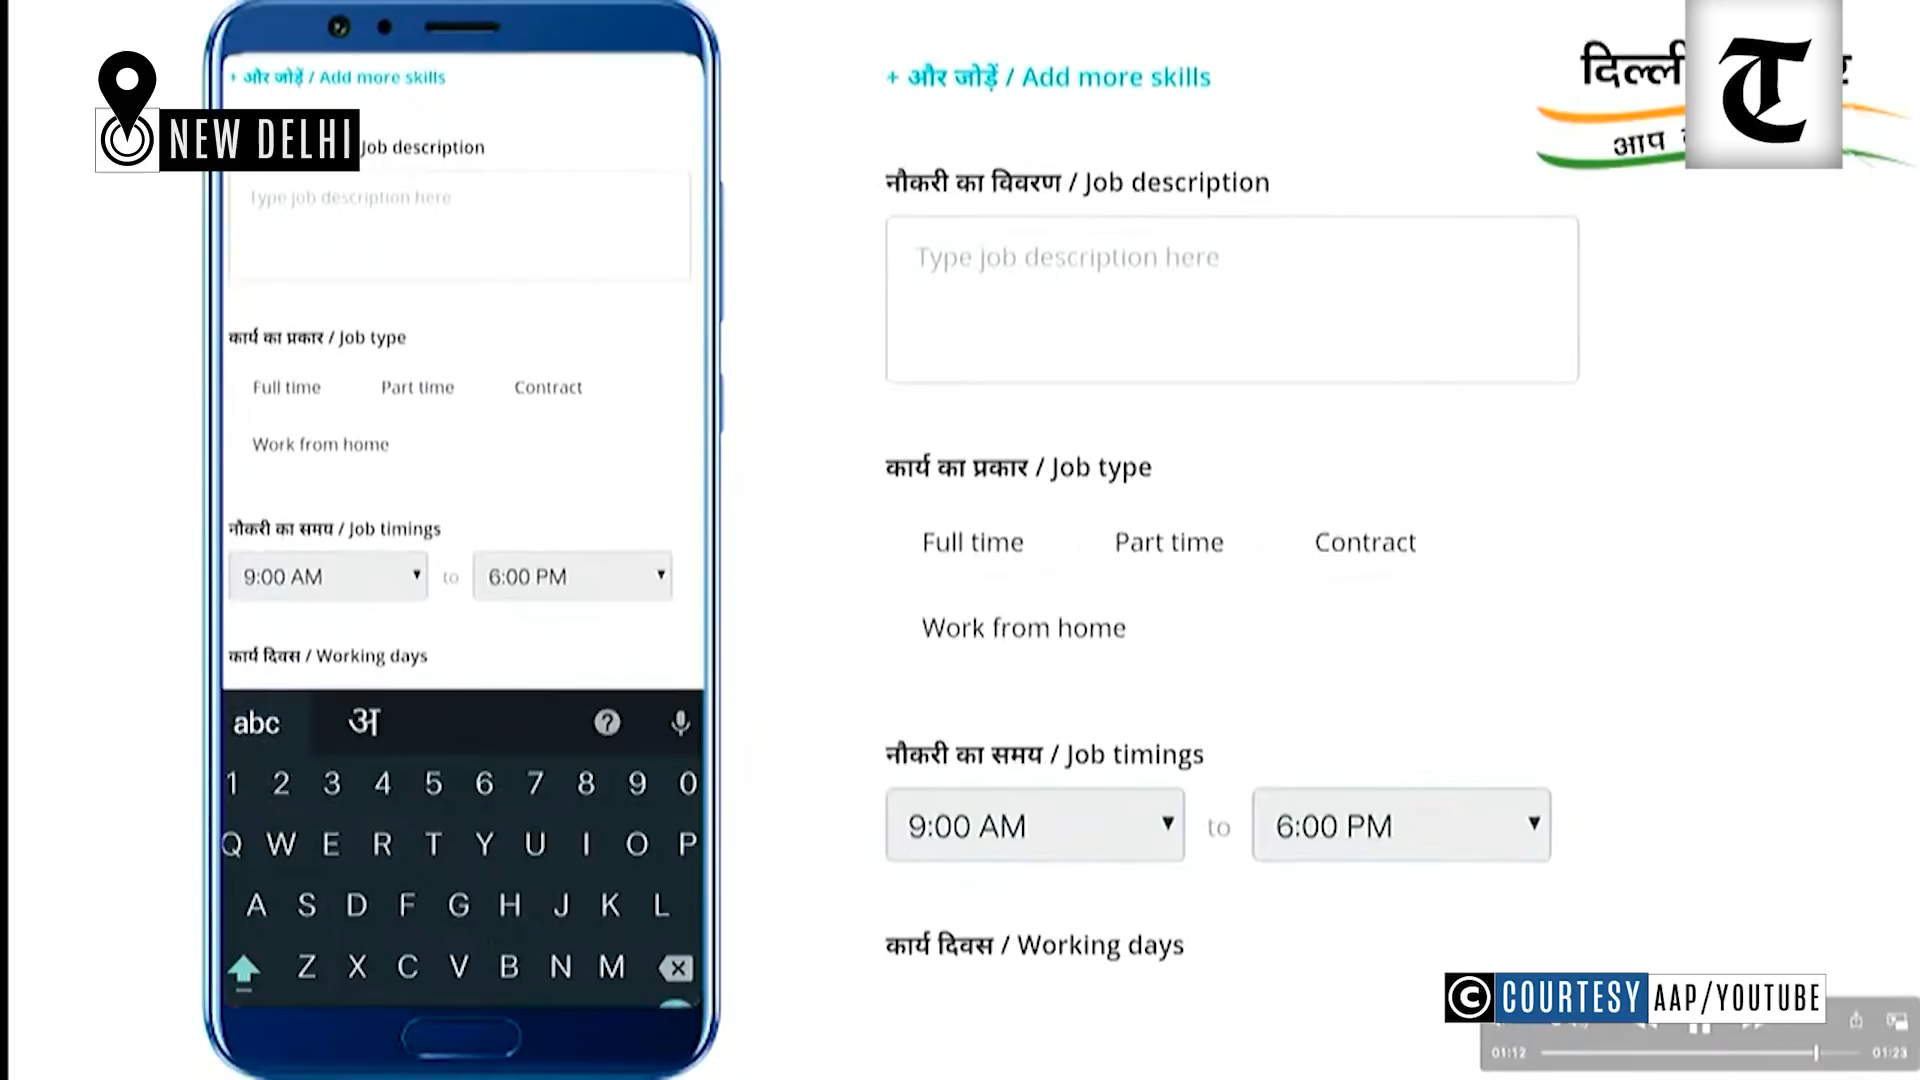 + और जोड़ें / Add more skills
NEW DELHI
Job description
Type job description here
कार्य का प्रकार / Job type
Full time Part time Contract
Work from home
नौकरी का समय / Job timings
9:00 AM to 6:00 PM
कार्य दिवस / Working days
abc अ
1 2 3 4 5 6 7 8 9 0
Q W E R T Y U I O P
A S D F G H J K L
Z X C V B N M
+ और जोड़ें / Add more skills
नौकरी का विवरण / Job description
Type job description here
कार्य का प्रकार / Job type
Full time Part time Contract
Work from home
नौकरी का समय / Job timings
9:00 AM to 6:00 PM
कार्य दिवस / Working days
आप
T
© COURTESY AAP/YOUTUBE
01:12 01:23